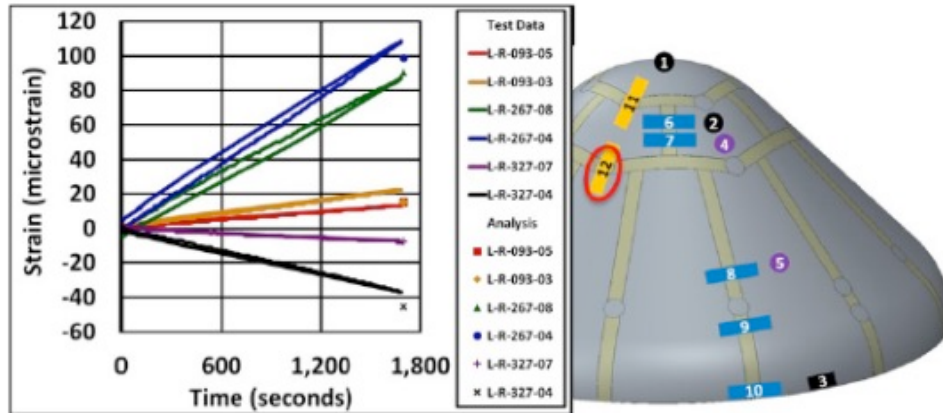 120
100
80
60
40
20
0
-20
-40
-60
Strain (microstrain)
0 600 1,200 1,800
Time (seconds)
Test Data
L-R-093-05
L-R-093-03
L-R-267-08
L-R-267-04
L-R-327-07
L-R-327-04
Analysis
L-R-093-05
L-R-093-03
L-R-267-08
L-R-267-04
L-R-327-07
L-R-327-04
1
11
6 2
7 4
12
8 5
9
10 3